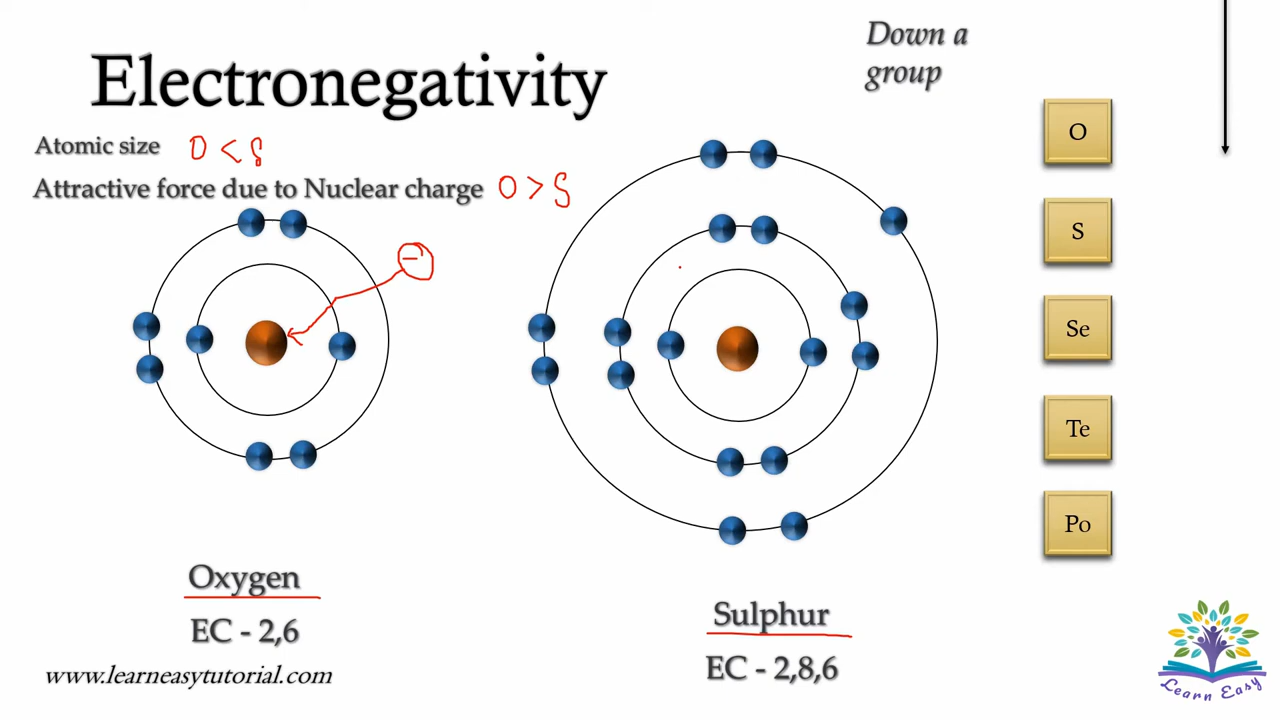 Electronegativity
Down a
group
Atomic size O < S
Attractive force due to Nuclear charge O > S
−
O
S
Se
Te
Po
Oxygen
EC - 2,6
Sulphur
EC - 2,8,6
www.learneasytutorial.com
Learn Easy